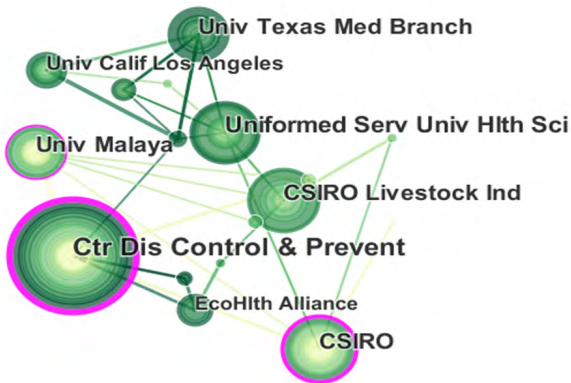 Univ Texas Med Branch
Univ Calif Los Angeles
Uniformed Serv Univ Hlth Sci
Univ Malaya
CSIRO Livestock Ind
Ctr Dis Control & Prevent
EcoHlth Alliance
CSIRO